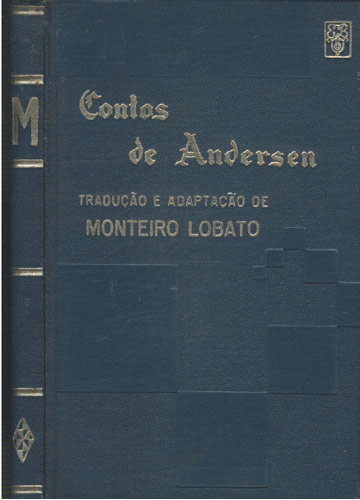 M
Contos
de Andersen
TRADUÇÃO E ADAPTAÇÃO DE
MONTEIRO LOBATO